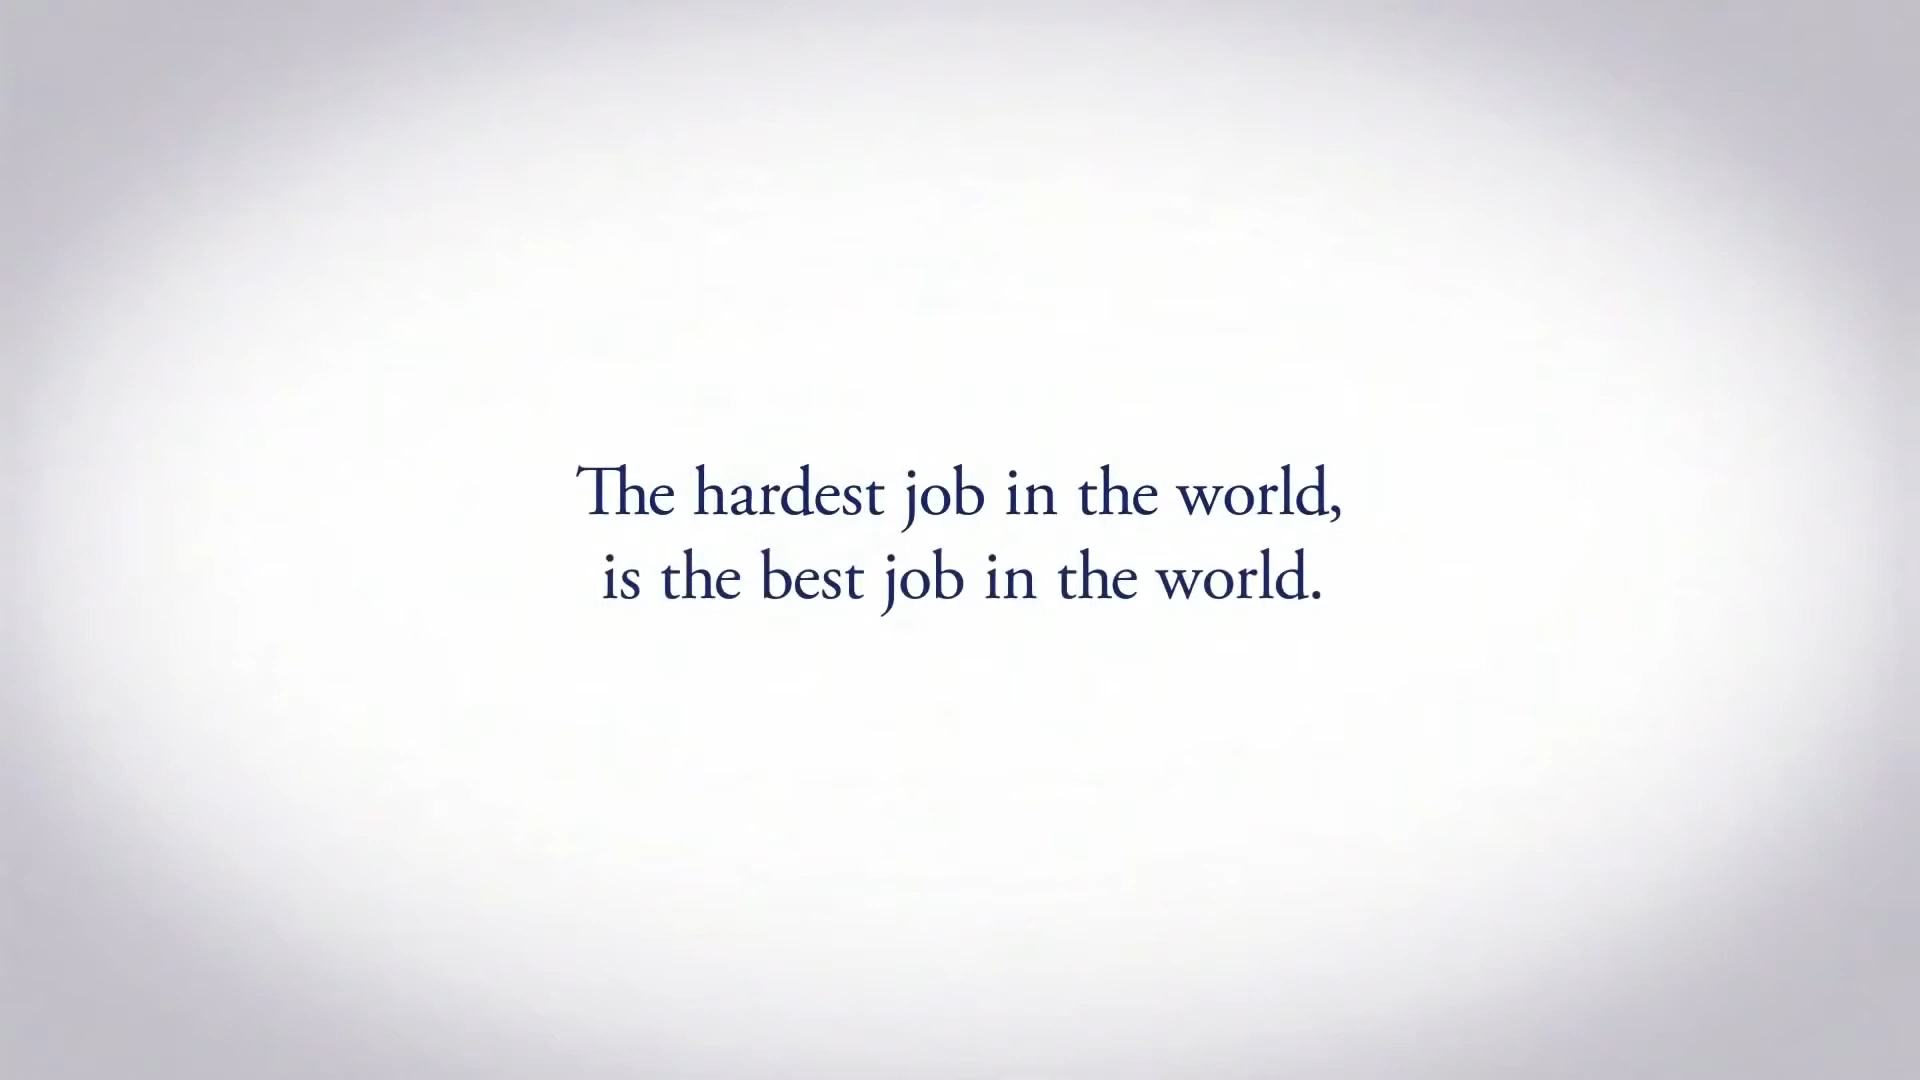 The hardest job in the world,
is the best job in the world.